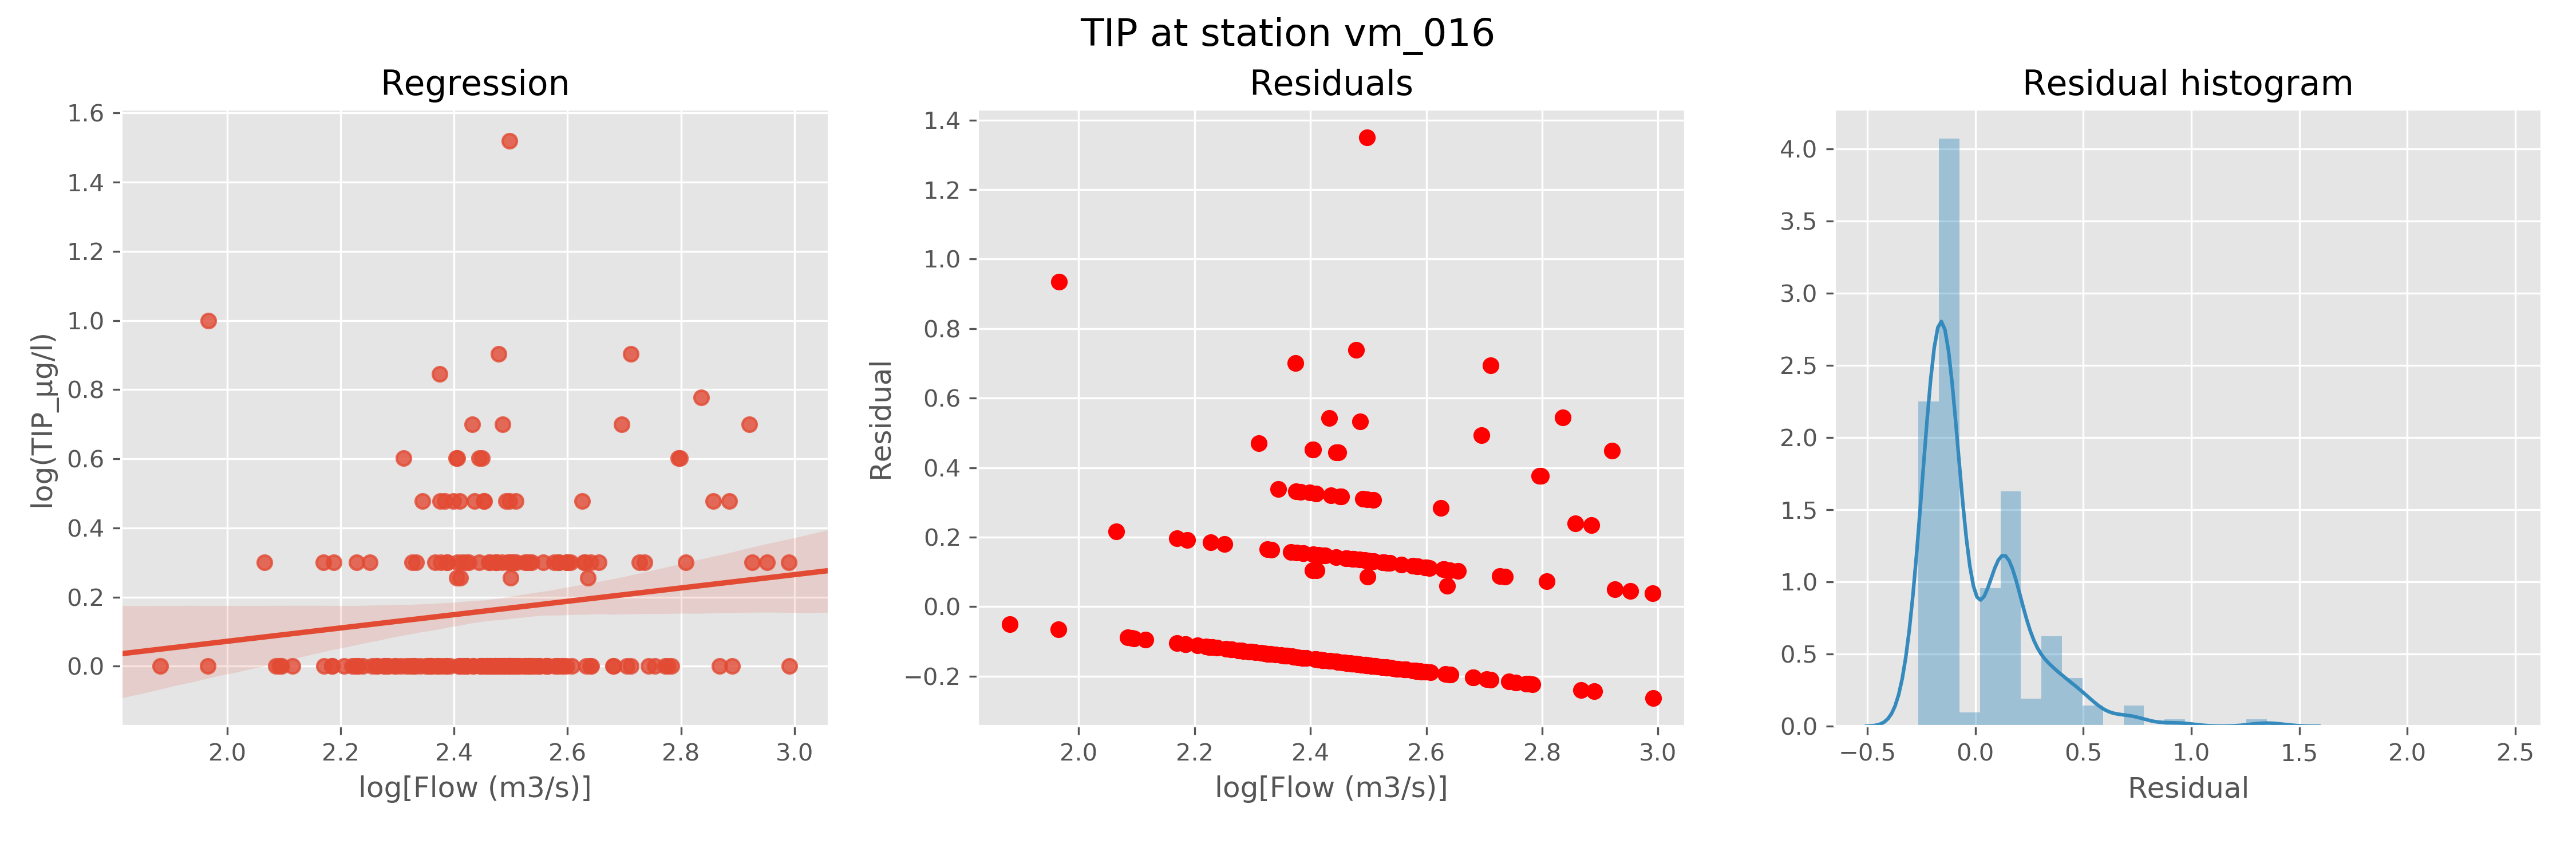 TIP at station vm_016
Regression
1.6
1.4
1.2
1.0
0.8
0.6
0.4
0.2
0.0
log(TIP_µg/l)
2.0 2.2 2.4 2.6 2.8 3.0
log[Flow (m3/s)]
Residuals
1.4
1.2
1.0
0.8
0.6
0.4
0.2
0.0
−0.2
Residual
2.0 2.2 2.4 2.6 2.8 3.0
log[Flow (m3/s)]
Residual histogram
4.0
3.5
3.0
2.5
2.0
1.5
1.0
0.5
0.0
−0.5 0.0 0.5 1.0 1.5 2.0 2.5
Residual